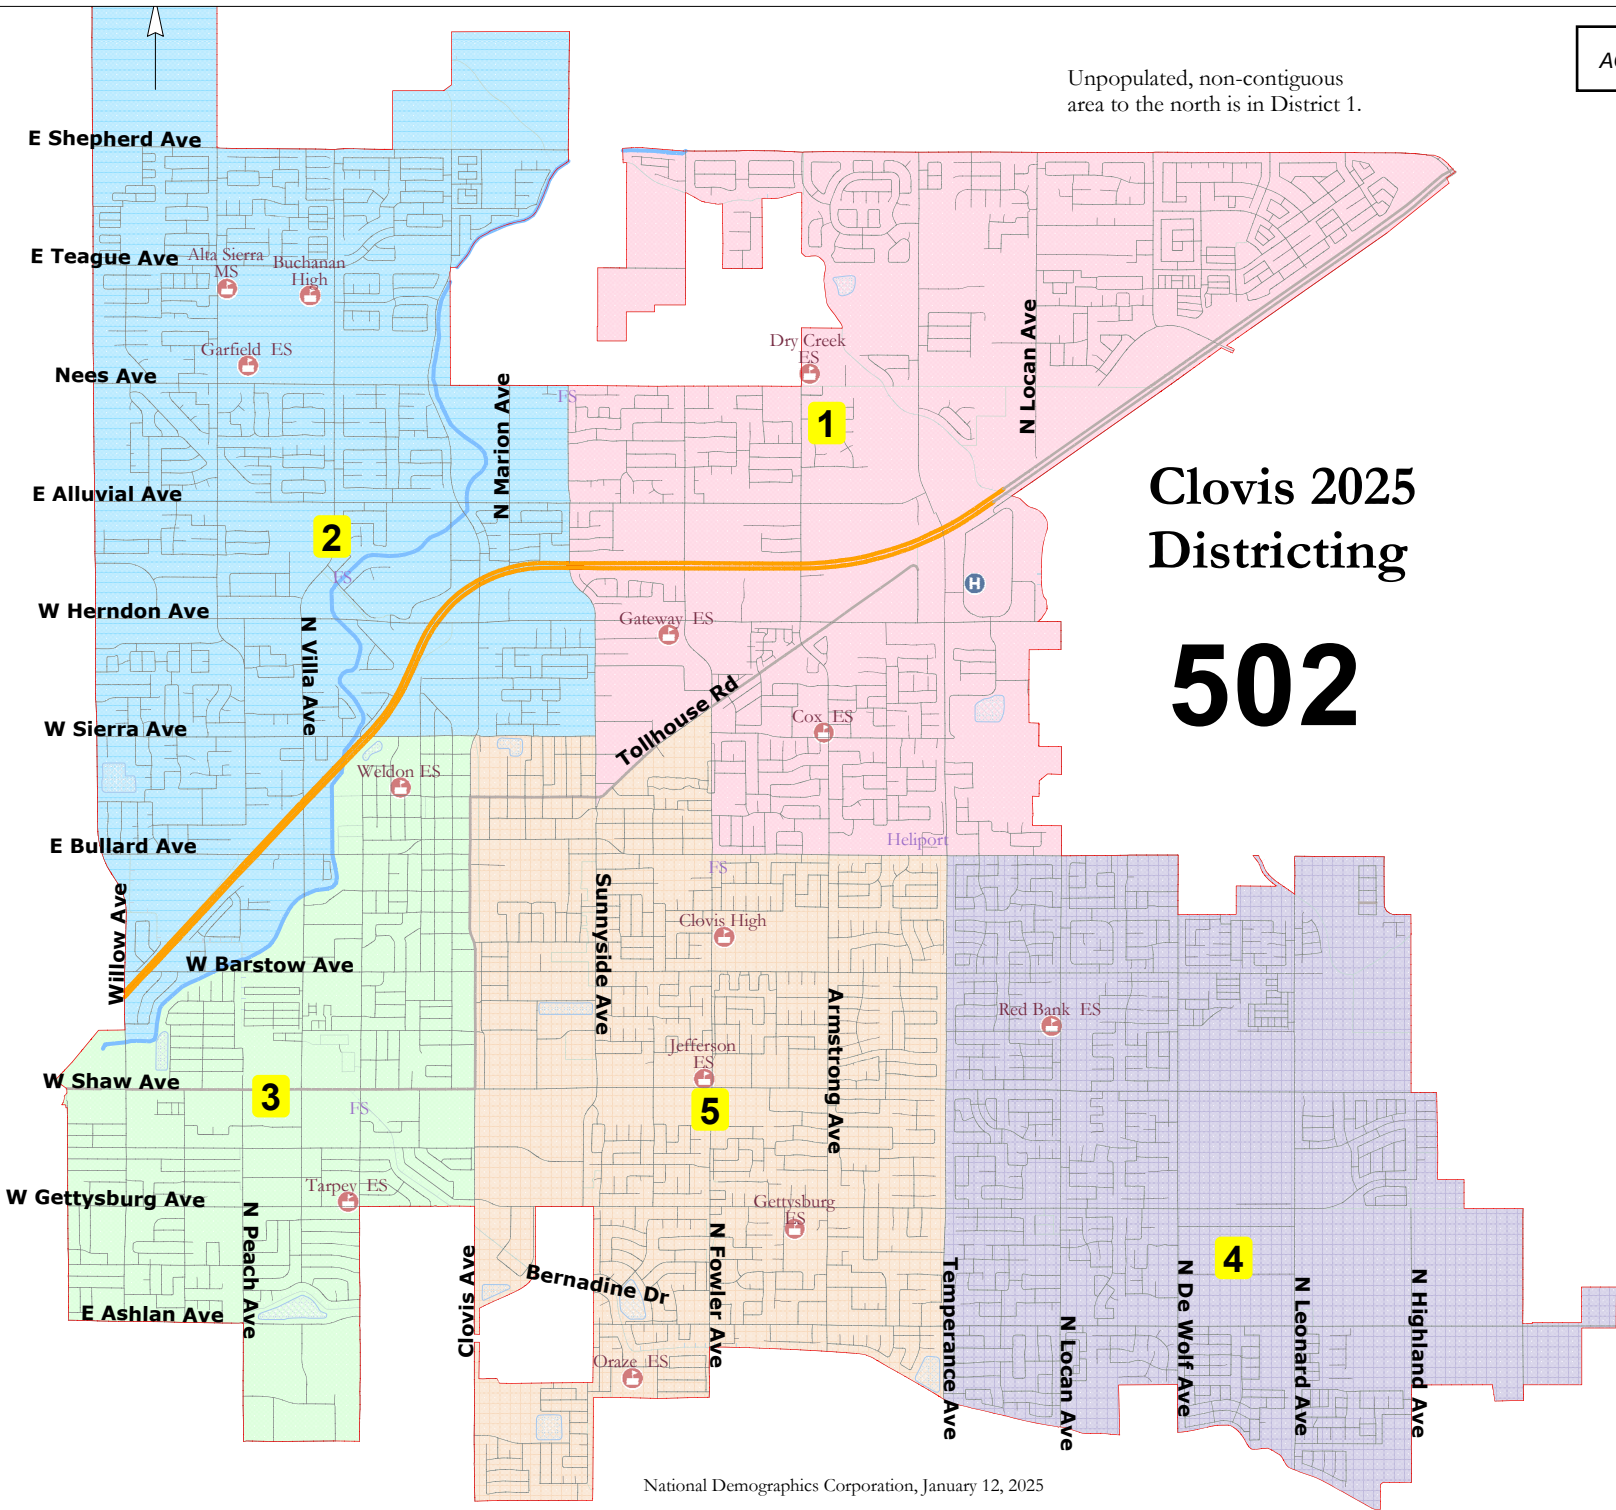 Unpopulated, non-contiguous
area to the north is in District 1.
E Shepherd Ave
E Teague Ave
Alta Sierra
MS
Buchanan
High
Garfield ES
Nees Ave
FS
N Marion Ave
Dry Creek
ES
N Locan Ave
1
E Alluvial Ave
2
FS
Clovis 2025
Districting
502
H
W Herndon Ave
N Villa Ave
Gateway ES
Tollhouse Rd
Cox ES
W Sierra Ave
Weldon ES
E Bullard Ave
Heliport
FS
Willow Ave
Sunnyside Ave
Clovis High
W Barstow Ave
Armstrong Ave
Red Bank ES
Jefferson
ES
W Shaw Ave
3
FS
5
W Gettysburg Ave
Tarpey ES
N Peach Ave
Gettysburg
ES
Clovis Ave
Bernadine Dr
N Fowler Ave
Temperance Ave
4
N De Wolf Ave
N Leonard Ave
N Highland Ave
N Locan Ave
E Ashlan Ave
Oraze ES
National Demographics Corporation, January 12, 2025